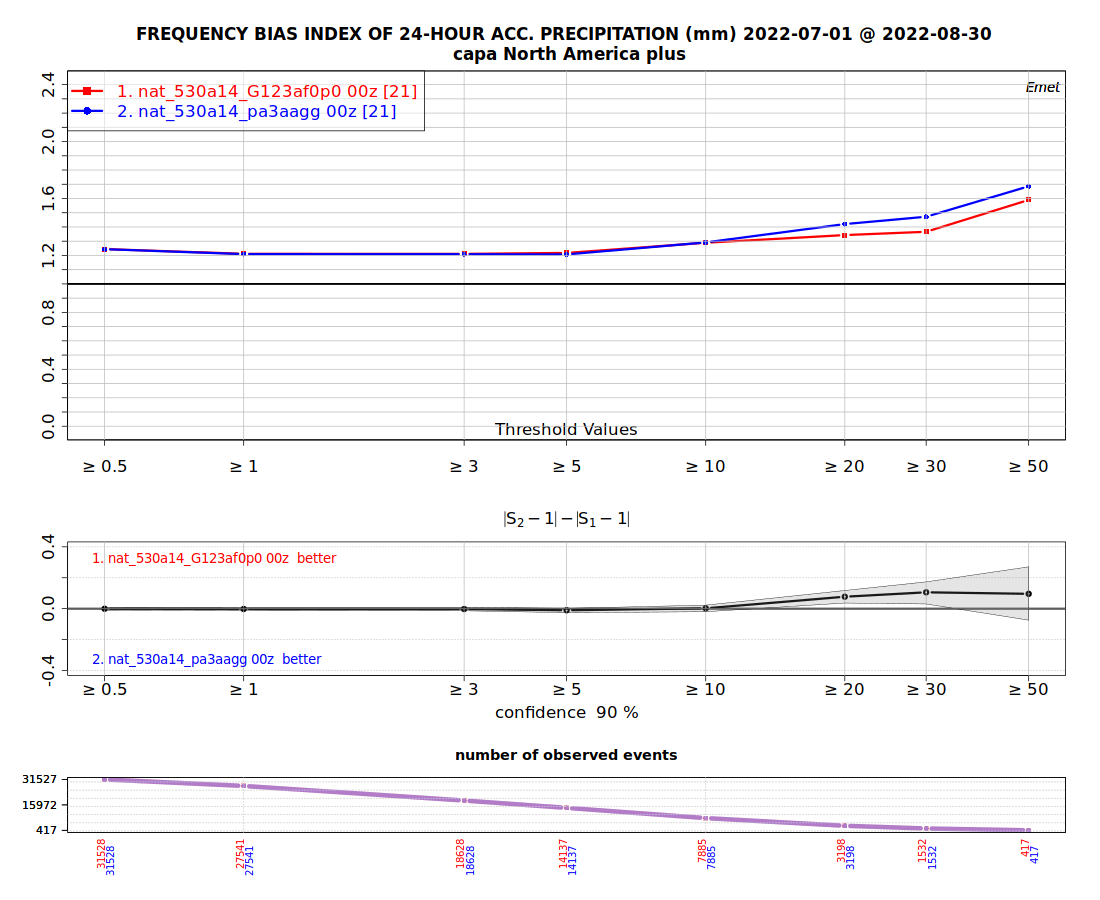 FREQUENCY BIAS INDEX OF 24-HOUR ACC. PRECIPITATION (mm) 2022-07-01 @ 2022-08-30
capa North America plus
1. nat_530a14_G123af0p0 00z [21]
2. nat_530a14_pa3aagg 00z [21]
Emet
2.4
2.0
1.6
1.2
0.8
0.4
0.0
Threshold Values
≥ 0.5 ≥ 1 ≥ 3 ≥ 5 ≥ 10 ≥ 20 ≥ 30 ≥ 50
|S2 − 1| − |S1 − 1|
0.4
0.0
-0.4
1. nat_530a14_G123af0p0 00z better
2. nat_530a14_pa3aagg 00z better
≥ 0.5 ≥ 1 ≥ 3 ≥ 5 ≥ 10 ≥ 20 ≥ 30 ≥ 50
confidence 90 %
number of observed events
31527
15972
417
31528 27541 18628 14137 7885 3198 1532 417
31528 27541 18628 14137 7885 3198 1532 417